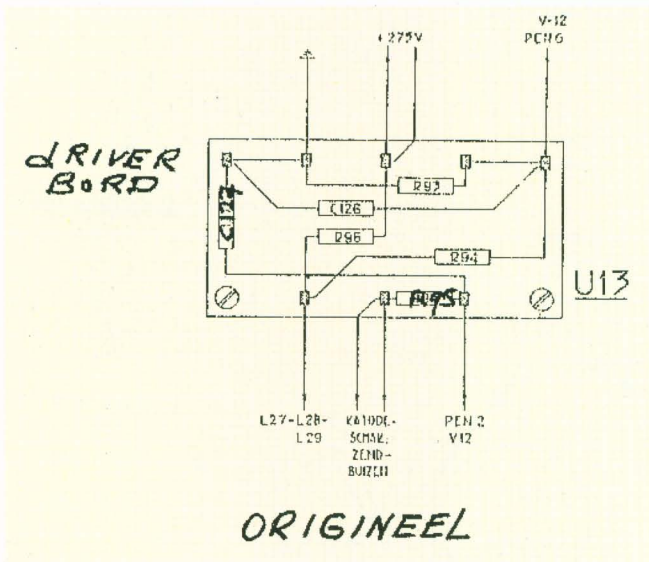 V-12
+275V PEN 6
dRIVER
BORD
R93
C126
C127
R96
R94
U13
R95
L27-L28- KATODE- PEN 2
L29 SCHAK. V12
ZEND-
BUIZEN
ORIGINEEL